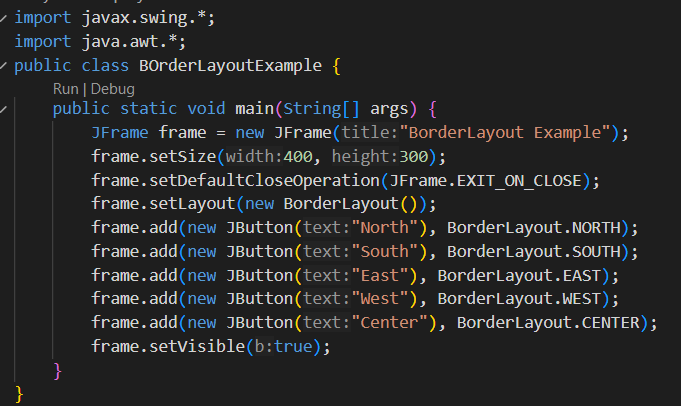 import javax.swing.*;
import java.awt.*;
public class BOrderLayoutExample {
Run | Debug
public static void main(String[] args) {
JFrame frame = new JFrame(title:"BorderLayout Example");
frame.setSize(width:400, height:300);
frame.setDefaultCloseOperation(JFrame.EXIT_ON_CLOSE);
frame.setLayout(new BorderLayout());
frame.add(new JButton(text:"North"), BorderLayout.NORTH);
frame.add(new JButton(text:"South"), BorderLayout.SOUTH);
frame.add(new JButton(text:"East"), BorderLayout.EAST);
frame.add(new JButton(text:"West"), BorderLayout.WEST);
frame.add(new JButton(text:"Center"), BorderLayout.CENTER);
frame.setVisible(b:true);
}
}